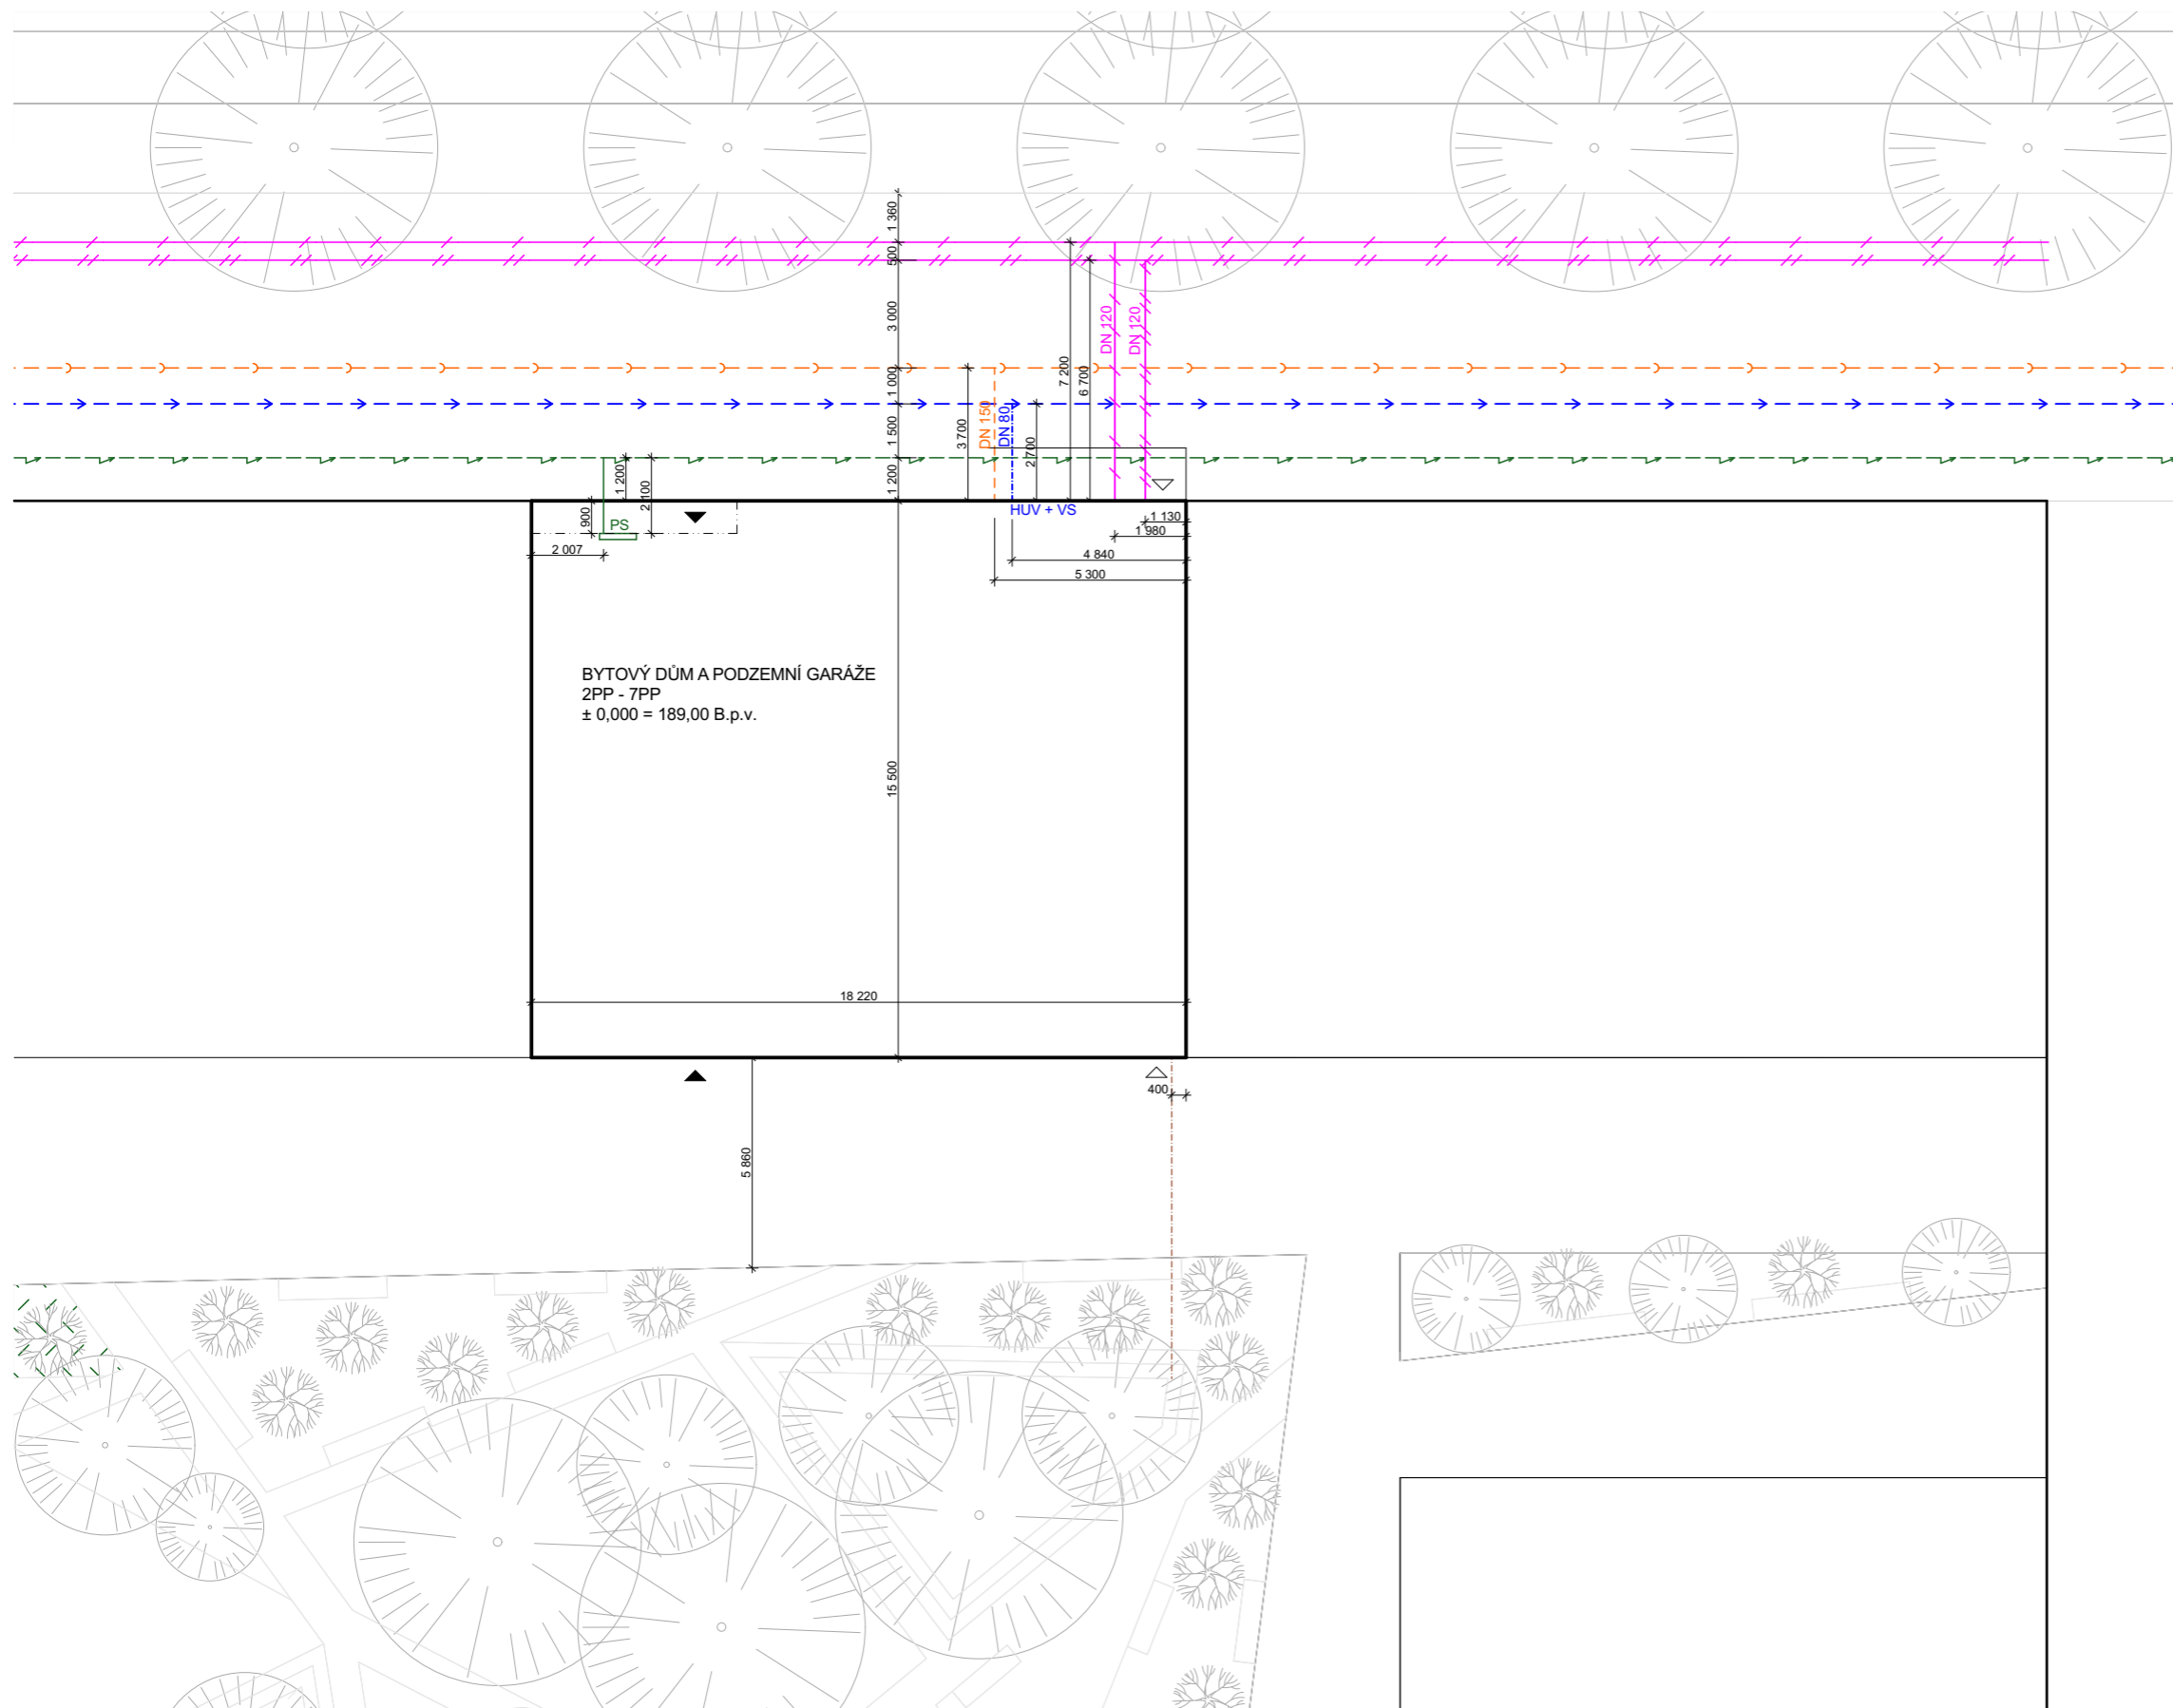 1 360
500
3 000
1 000
1 500
1 200
3 700
DN 150
DN 80
2 700
7 200
6 700
DN 120
DN 120
1 200
2 100
900
PS
2 007
HUV + VS
1 130
1 980
4 840
5 300
BYTOVÝ DŮM A PODZEMNÍ GARÁŽE
2PP - 7PP
± 0,000 = 189,00 B.p.v.
15 500
18 220
400
5 860